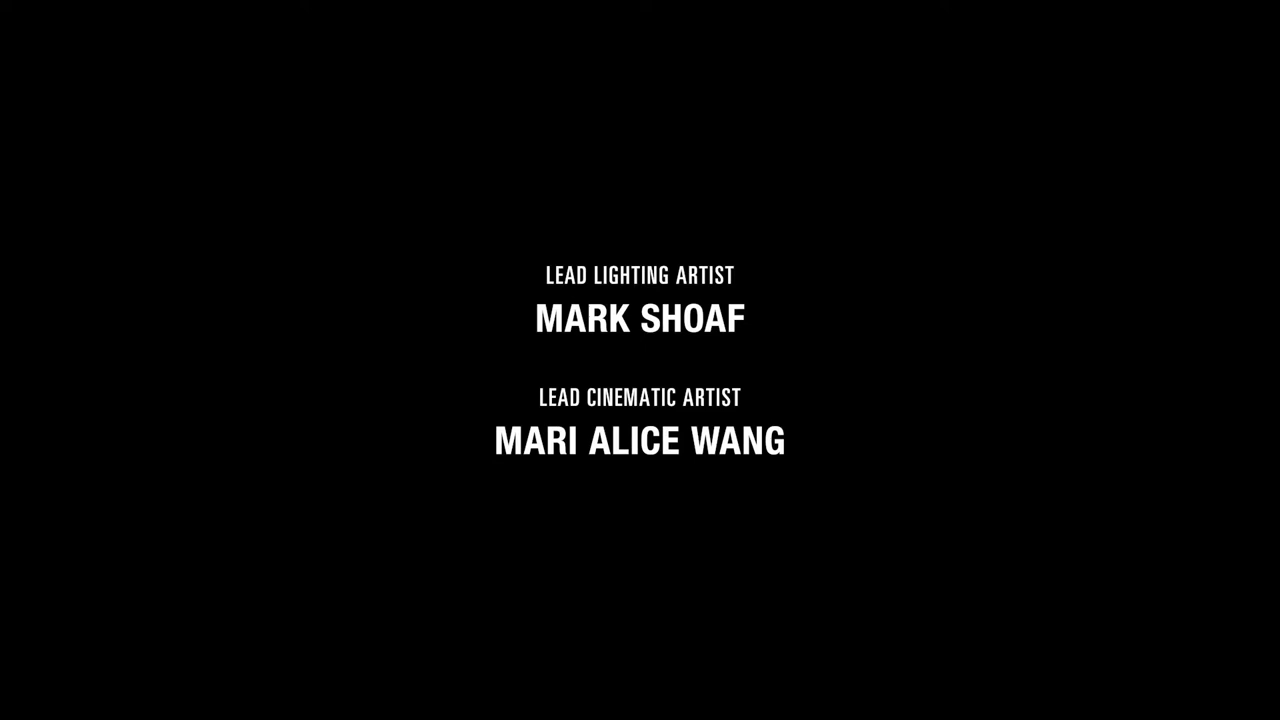 LEAD LIGHTING ARTIST
MARK SHOAF
LEAD CINEMATIC ARTIST
MARI ALICE WANG